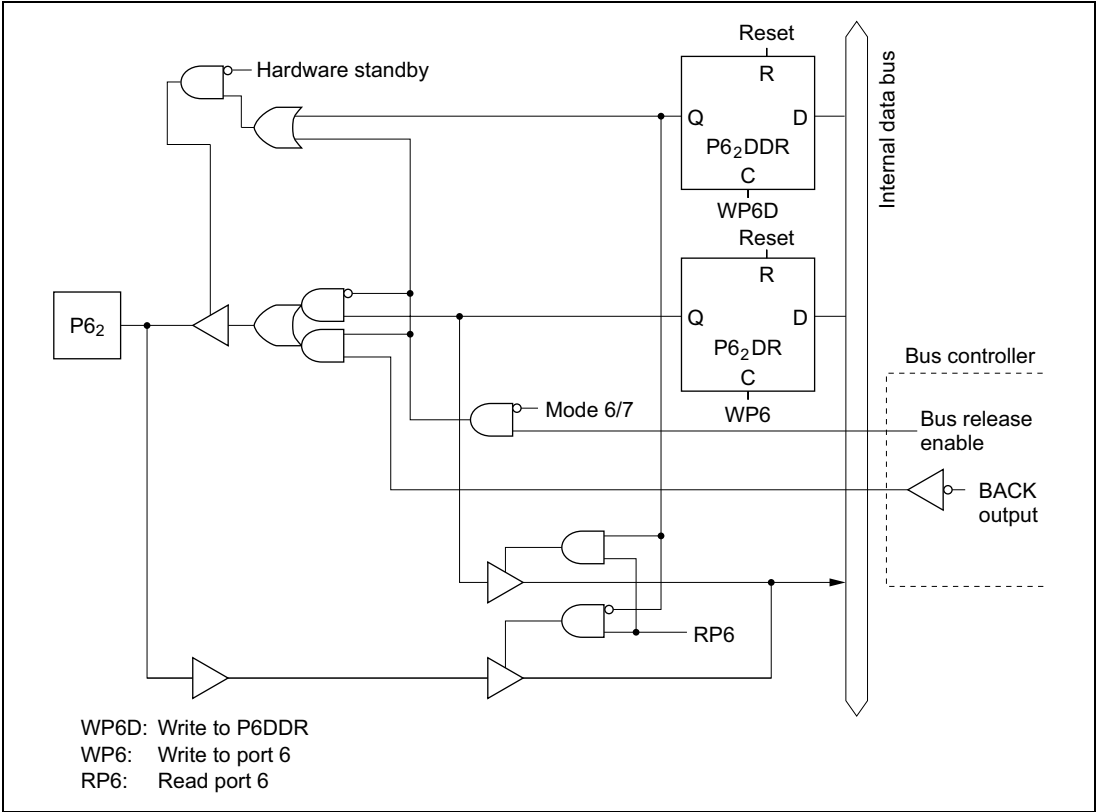 Reset
R
Hardware standby
Q
D
P6₂DDR
C
WP6D
Internal data bus
Reset
R
P6₂
Q
D
P6₂DR
C
WP6
Bus controller
Mode 6/7
Bus release
enable
BACK
output
RP6
WP6D: Write to P6DDR
WP6: Write to port 6
RP6: Read port 6